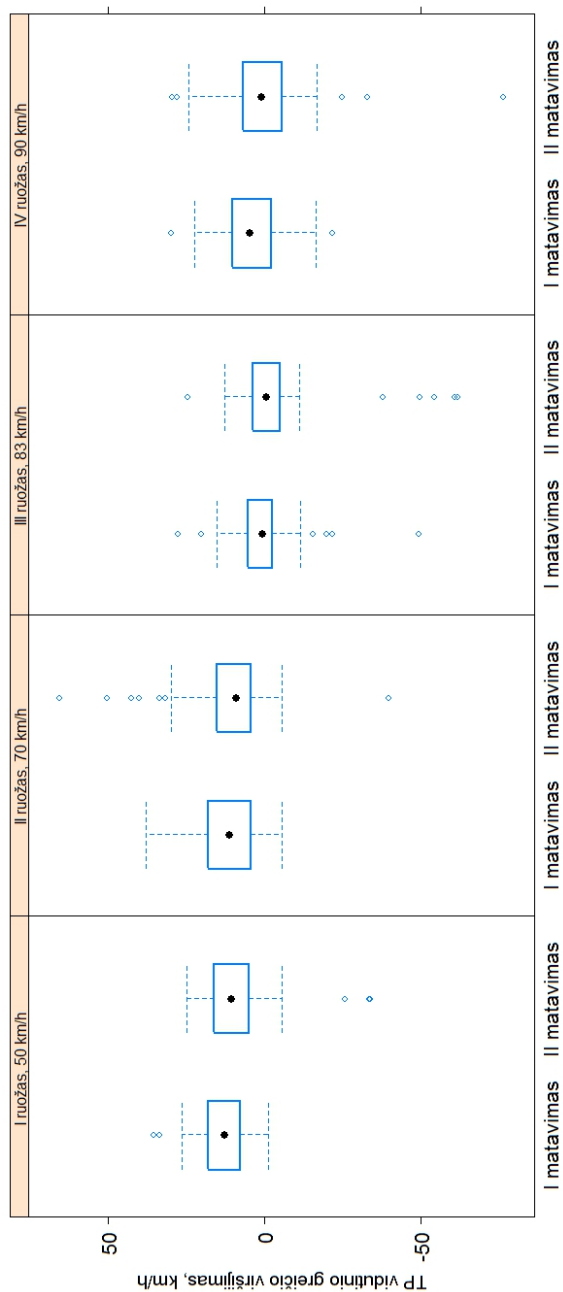 I ruožas, 50 km/h
II ruožas, 70 km/h
III ruožas, 83 km/h
IV ruožas, 90 km/h
TP vidutinio greičio viršijimas, km/h
50
0
-50
I matavimas
II matavimas
I matavimas
II matavimas
I matavimas
II matavimas
I matavimas
II matavimas